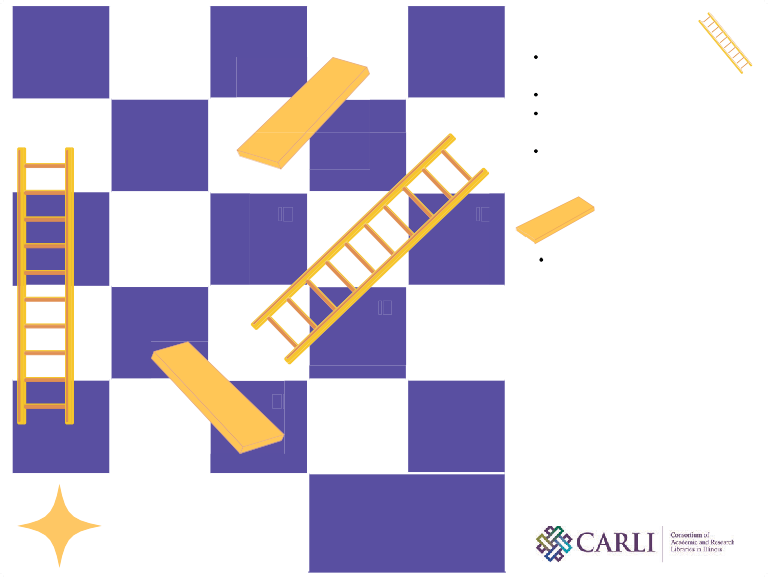 CARLI
Consortium of
Academic and Research
Libraries in Illinois